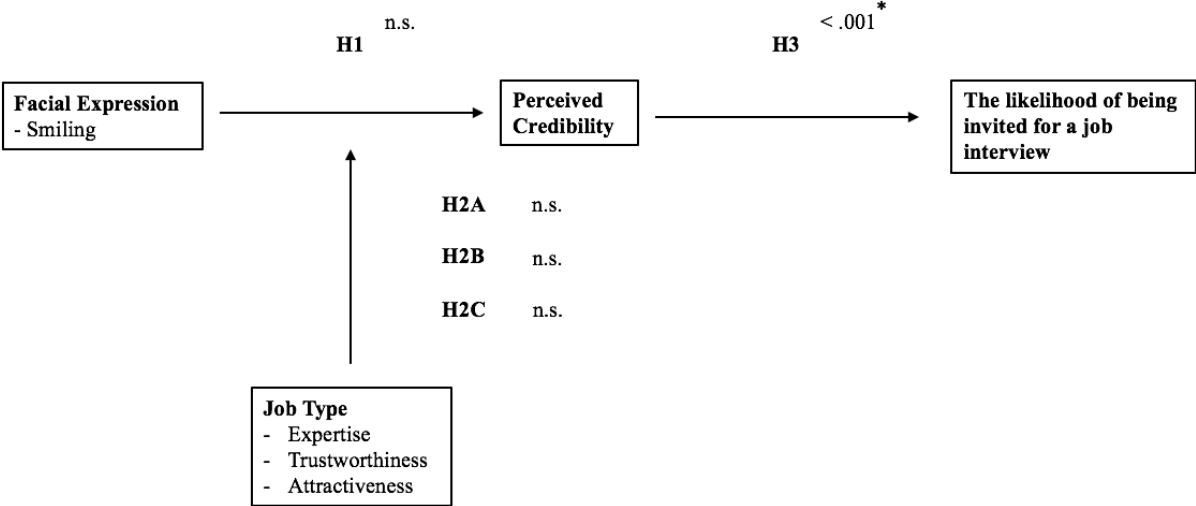 n.s.
H1
< .001*
H3
Facial Expression
- Smiling
Perceived
Credibility
The likelihood of being
invited for a job
interview
H2A n.s.
H2B n.s.
H2C n.s.
Job Type
- Expertise
- Trustworthiness
- Attractiveness